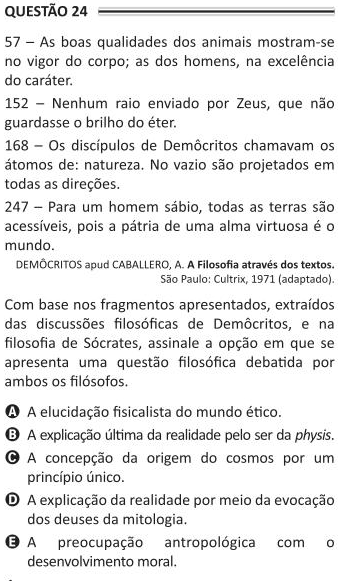 QUESTÃO 24
57 – As boas qualidades dos animais mostram-se
no vigor do corpo; as dos homens, na excelência
do caráter.
152 – Nenhum raio enviado por Zeus, que não
guardasse o brilho do éter.
168 – Os discípulos de Demôcritos chamavam os
átomos de: natureza. No vazio são projetados em
todas as direções.
247 – Para um homem sábio, todas as terras são
acessíveis, pois a pátria de uma alma virtuosa é o
mundo.
DEMÔCRITOS apud CABALLERO, A. A Filosofia através dos textos.
São Paulo: Cultrix, 1971 (adaptado).
Com base nos fragmentos apresentados, extraídos
das discussões filosóficas de Demôcritos, e na
filosofia de Sócrates, assinale a opção em que se
apresenta uma questão filosófica debatida por
ambos os filósofos.
A A elucidação fisicalista do mundo ético.
B A explicação última da realidade pelo ser da physis.
C A concepção da origem do cosmos por um
princípio único.
D A explicação da realidade por meio da evocação
dos deuses da mitologia.
E A preocupação antropológica com o
desenvolvimento moral.